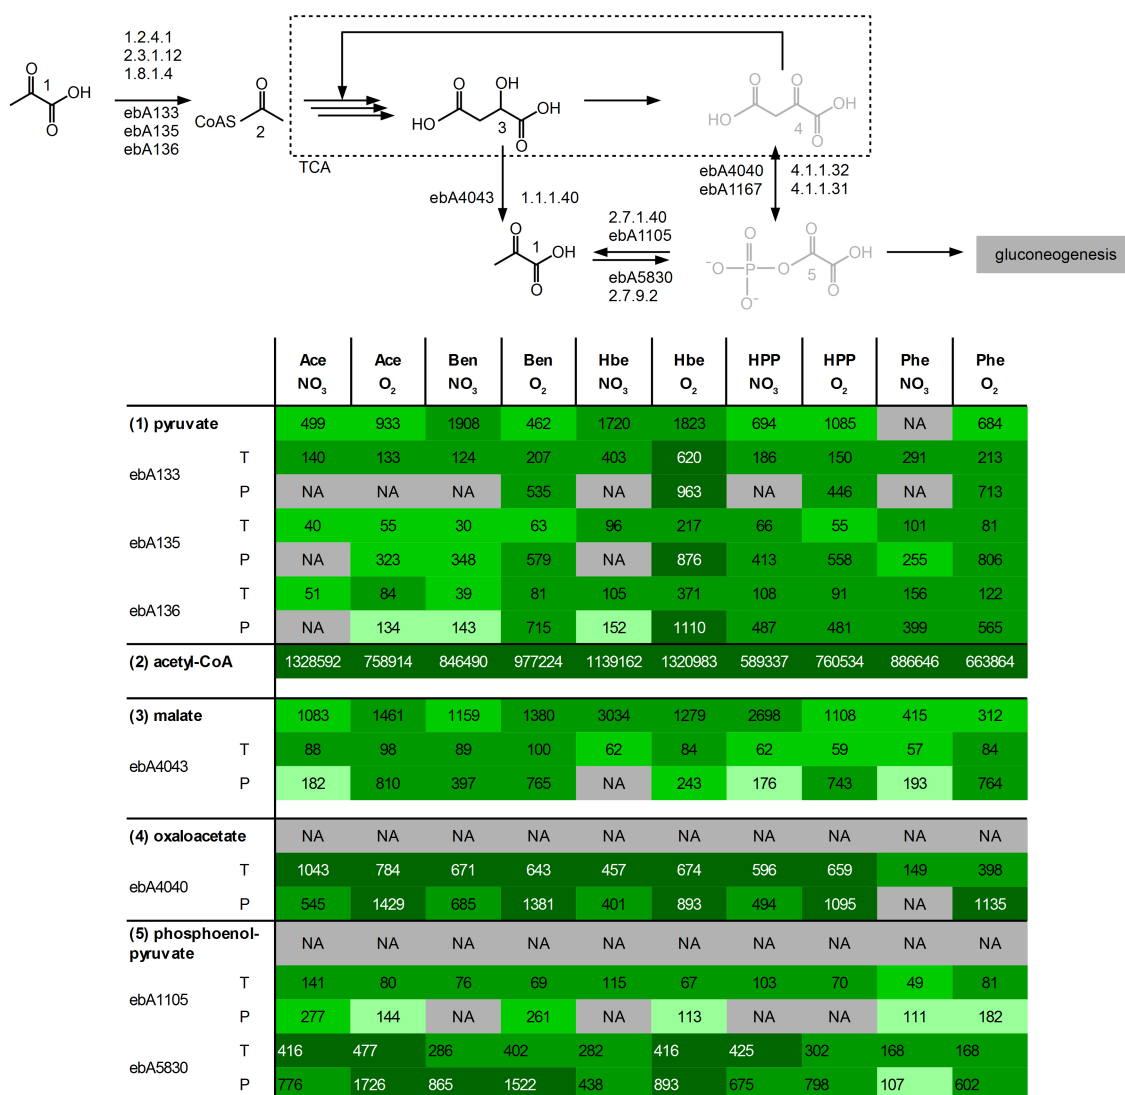 1.2.4.1
2.3.1.12
1.8.1.4
O
1
OH
O
ebA133
ebA135
ebA136
O
CoAS
2
OH
O
OH
HO
3
O
O
O
OH
HO
4
O
TCA
ebA4043 1.1.1.40
ebA4040 4.1.1.32
ebA1167 4.1.1.31
O
1
OH
O
2.7.1.40
ebA1105
ebA5830
2.7.9.2
O
O
-O
P
O
OH
5
O
O-
gluconeogenesis
Ace Ace Ben Ben Hbe Hbe HPP HPP Phe Phe
NO3 O2 NO3 O2 NO3 O2 NO3 O2 NO3 O2
(1) pyruvate 499 933 1908 462 1720 1823 694 1085 NA 684
ebA133
T 140 133 124 207 403 620 186 150 291 213
P NA NA NA 535 NA 963 NA 446 NA 713
ebA135
T 40 55 30 63 96 217 66 55 101 81
P NA 323 348 579 NA 876 413 558 255 806
ebA136
T 51 84 39 81 105 371 108 91 156 122
P NA 134 143 715 152 1110 487 481 399 565
(2) acetyl-CoA 1328592 758914 846490 977224 1139162 1320983 589337 760534 886646 663864
(3) malate 1083 1461 1159 1380 3034 1279 2698 1108 415 312
ebA4043
T 88 98 89 100 62 84 62 59 57 84
P 182 810 397 765 NA 243 176 743 193 764
(4) oxaloacetate NA NA NA NA NA NA NA NA NA NA
ebA4040
T 1043 784 671 643 457 674 596 659 149 398
P 545 1429 685 1381 401 893 494 1095 NA 1135
(5) phosphoenol-
pyruvate NA NA NA NA NA NA NA NA NA NA
ebA1105
T 141 80 76 69 115 67 103 70 49 81
P 277 144 NA 261 NA 113 NA NA 111 182
ebA5830
T 416 477 286 402 282 416 425 302 168 168
P 776 1726 865 1522 438 893 675 798 107 602